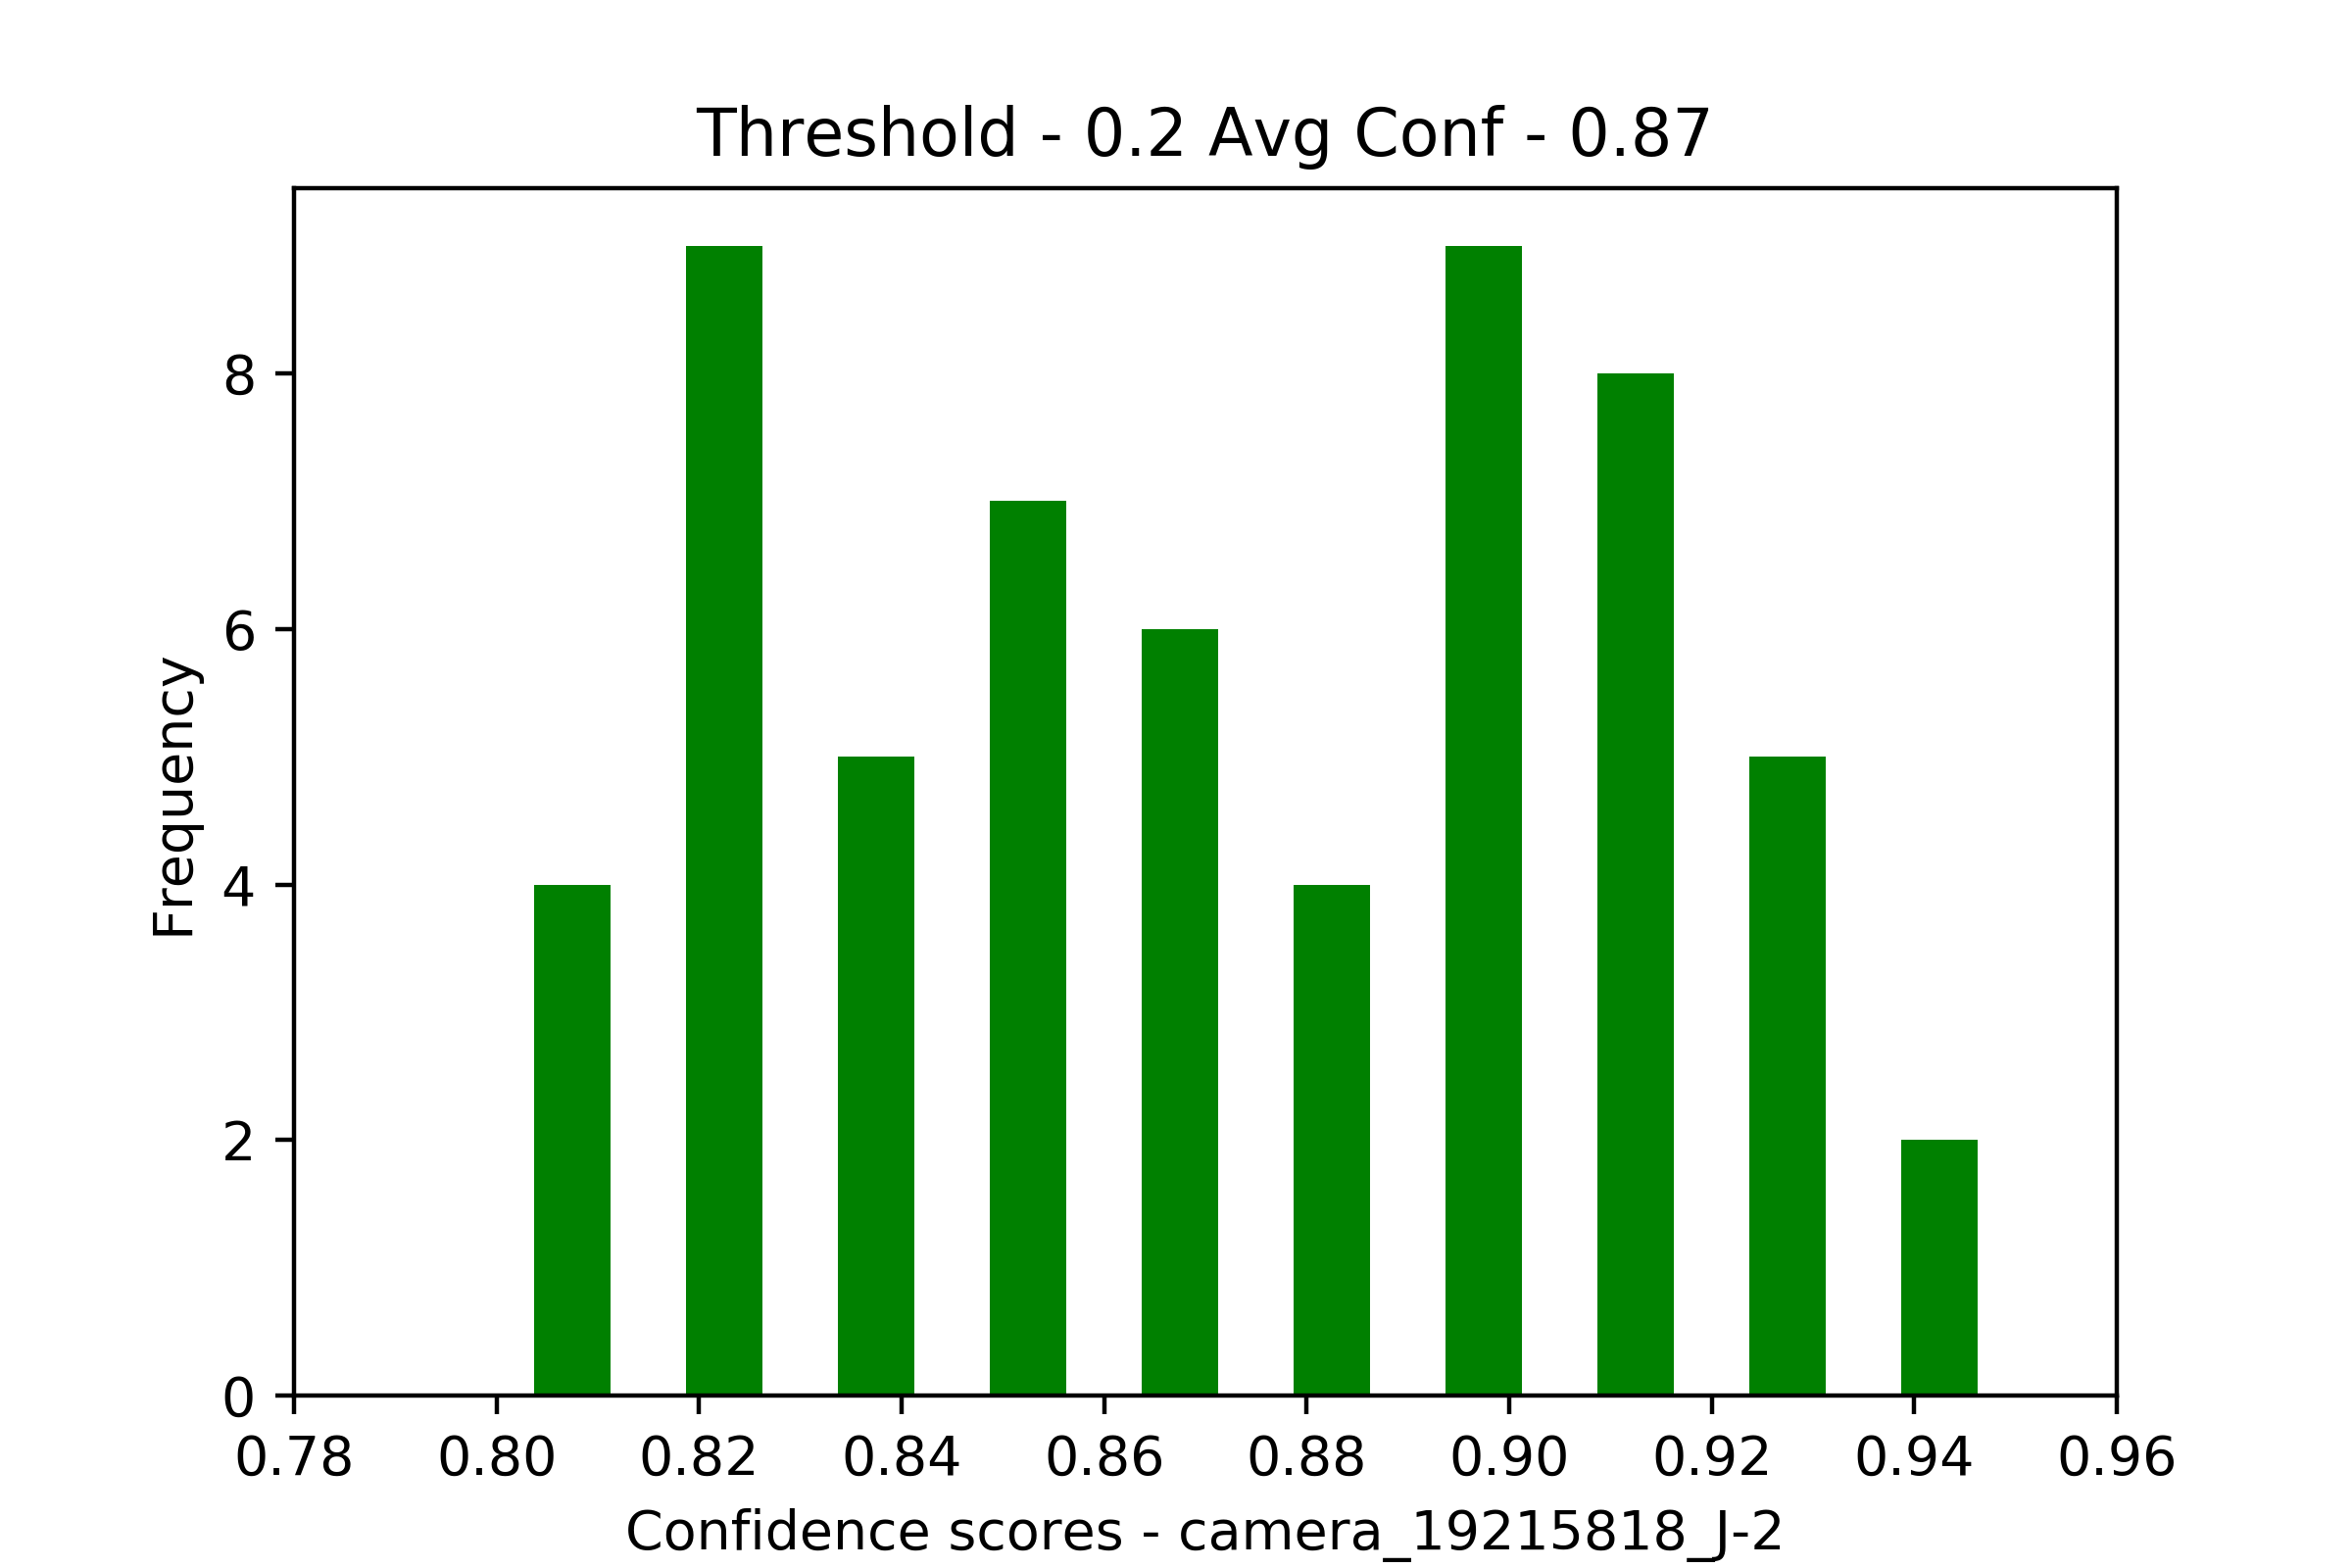 Threshold - 0.2 Avg Conf - 0.87
Frequency
8
6
4
2
0
0.78 0.80 0.82 0.84 0.86 0.88 0.90 0.92 0.94 0.96
Confidence scores - camera_19215818_J-2